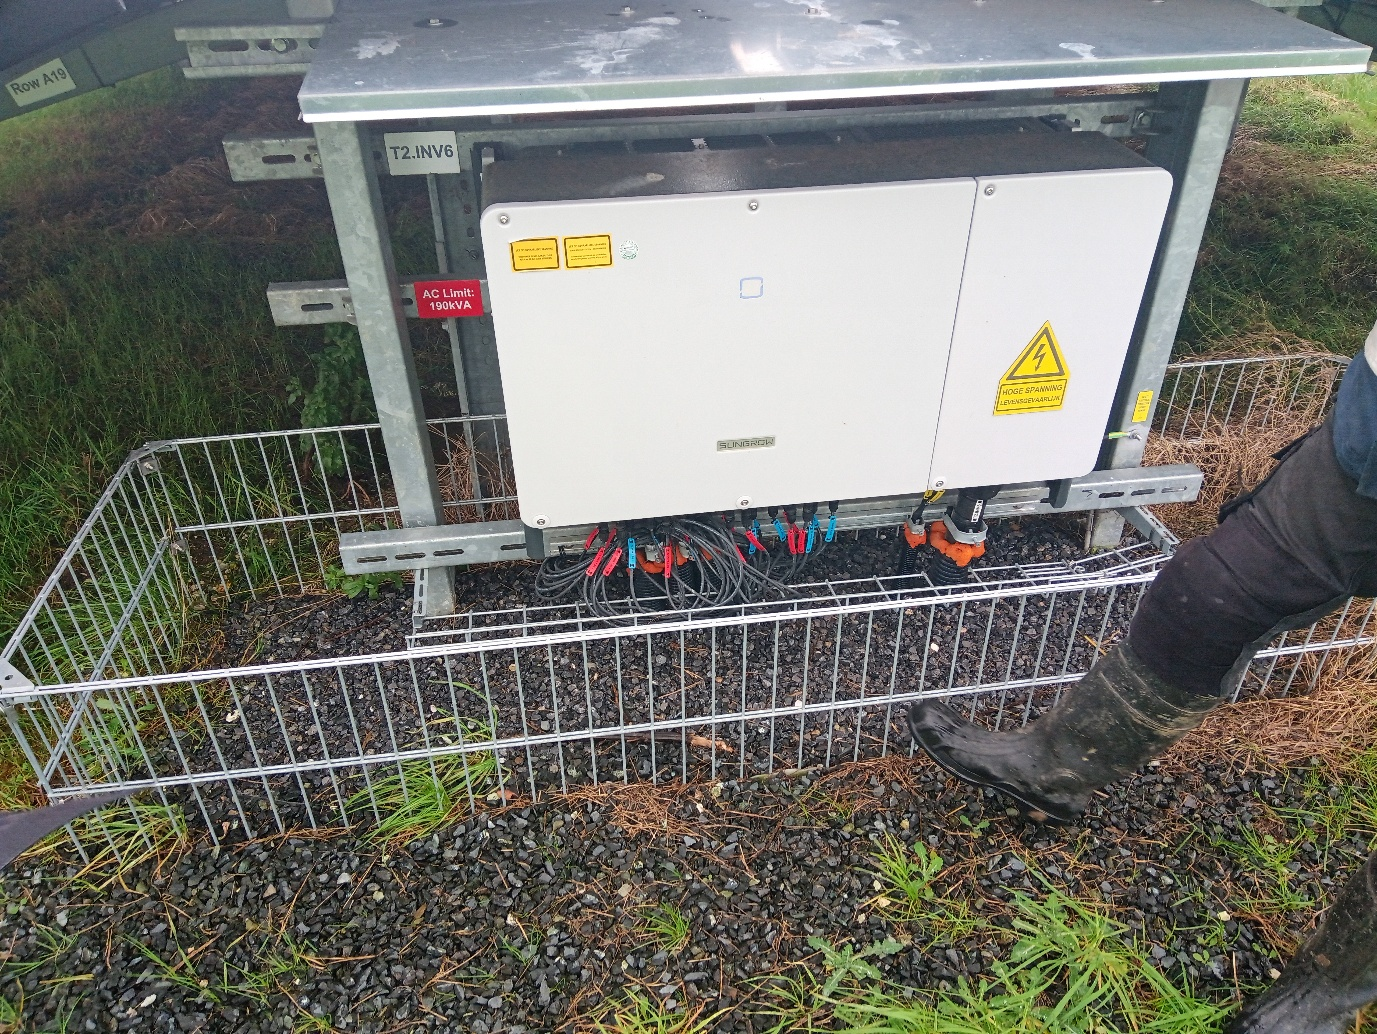 Row A19
T2.INV6
AC Limit:
190kVA
HOGE SPANNING
LEVENSGEVAARLIJK
SUNGROW